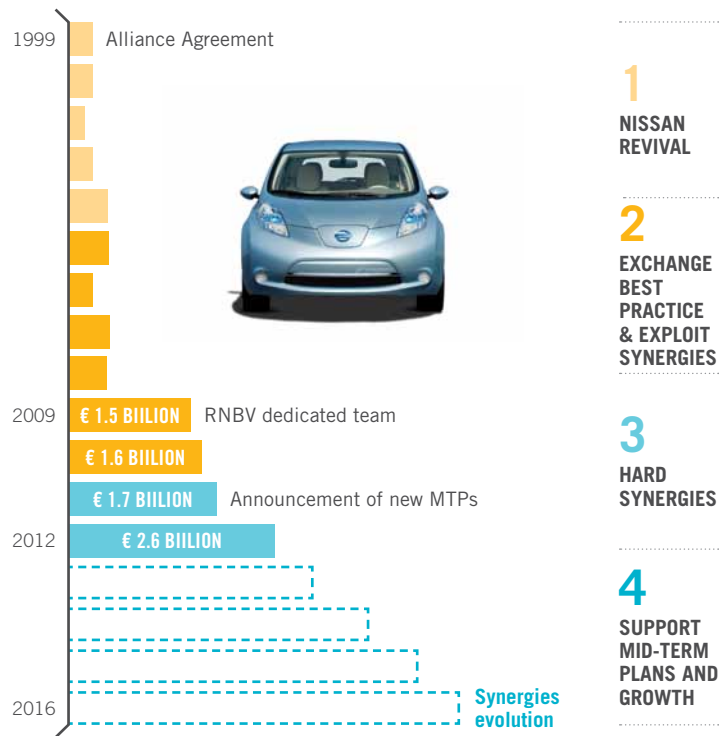 1999
Alliance Agreement
1
NISSAN
REVIVAL
2
EXCHANGE
BEST
PRACTICE
& EXPLOIT
SYNERGIES
2009
€ 1.5 BIILION
RNBV dedicated team
€ 1.6 BIILION
3
HARD
SYNERGIES
€ 1.7 BIILION
Announcement of new MTPs
2012
€ 2.6 BIILION
4
SUPPORT
MID-TERM
PLANS AND
GROWTH
2016
Synergies
evolution